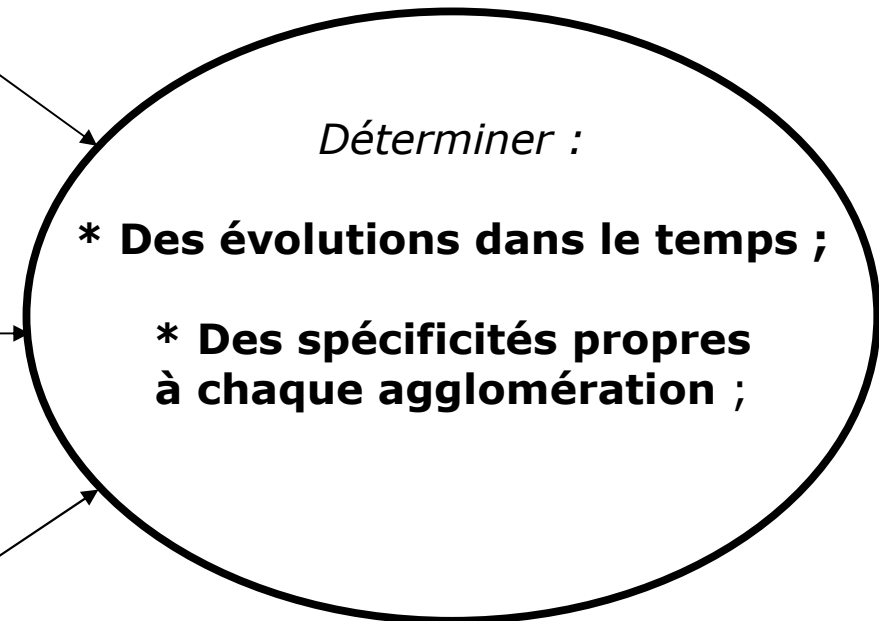 Déterminer :
* Des évolutions dans le temps ;
* Des spécificités propres
à chaque agglomération ;